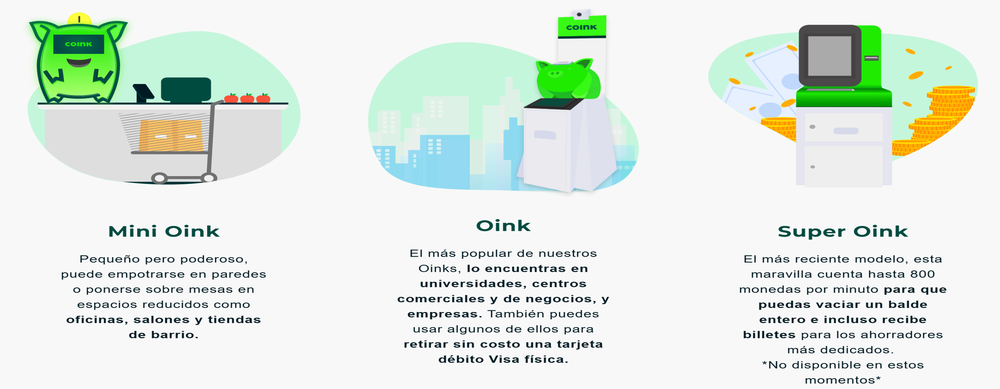 COINK
COINK
Mini Oink
Pequeño pero poderoso,
puede empotrarse en paredes
o ponerse sobre mesas en
espacios reducidos como
oficinas, salones y tiendas
de barrio.
Oink
El más popular de nuestros
Oinks, lo encuentras en
universidades, centros
comerciales y de negocios, y
empresas. También puedes
usar algunos de ellos para
retirar sin costo una tarjeta
débito Visa física.
Super Oink
El más reciente modelo, esta
maravilla cuenta hasta 800
monedas por minuto para que
puedas vaciar un balde
entero e incluso recibe
billetes para los ahorradores
más dedicados.
*No disponible en estos
momentos*